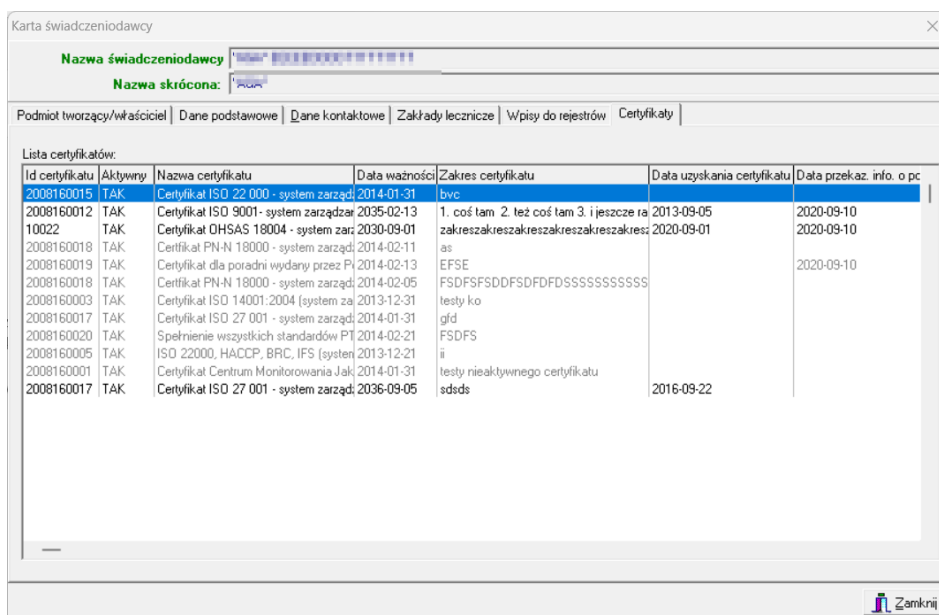 Karta świadczeniodawcy
Nazwa świadczeniodawcy
Nazwa skrócona:
Podmiot tworzący/właściciel Dane podstawowe Dane kontaktowe Zakłady lecznicze Wpisy do rejestrów Certyfikaty
Lista certyfikatów:
Id certyfikatu Aktywny Nazwa certyfikatu Data ważności Zakres certyfikatu Data uzyskania certyfikatu Data przekaz. info. o po
2008160015 TAK Certyfikat ISO 22 000 - system zarządz 2014-01-31 bvc
2008160012 TAK Certyfikat ISO 9001- system zarządzar 2035-02-13 1. coś tam 2. też coś tam 3. i jeszcze ra 2013-09-05 2020-09-10
10022 TAK Certyfikat OHSAS 18004 - system zarz 2030-09-01 zakreszakreszakreszakreszakreszakresz 2020-09-01 2020-09-10
2008160018 TAK Certfikat PN-N 18000 - system zarządz 2014-02-11 as
2008160019 TAK Certyfikat dla poradni wydany przez Po 2014-02-13 EFSE 2020-09-10
2008160018 TAK Certfikat PN-N 18000 - system zarządz 2014-02-05 FSDFSFSDDFSDFDFDSSSSSSSSSSS
2008160003 TAK Certyfikat ISO 14001:2004 (system za 2013-12-31 testy ko
2008160017 TAK Certyfikat ISO 27 001 - system zarządz 2014-01-31 gfd
2008160020 TAK Spełnienie wszystkich standardów PT 2014-02-21 FSDFS
2008160005 TAK ISO 22000, HACCP, BRC, IFS (system 2013-12-21 ii
2008160001 TAK Certyfikat Centrum Monitorowania Jak 2014-01-31 testy nieaktywnego certyfikatu
2008160017 TAK Certyfikat ISO 27 001 - system zarządz 2036-09-05 sdsds 2016-09-22
Zamknij